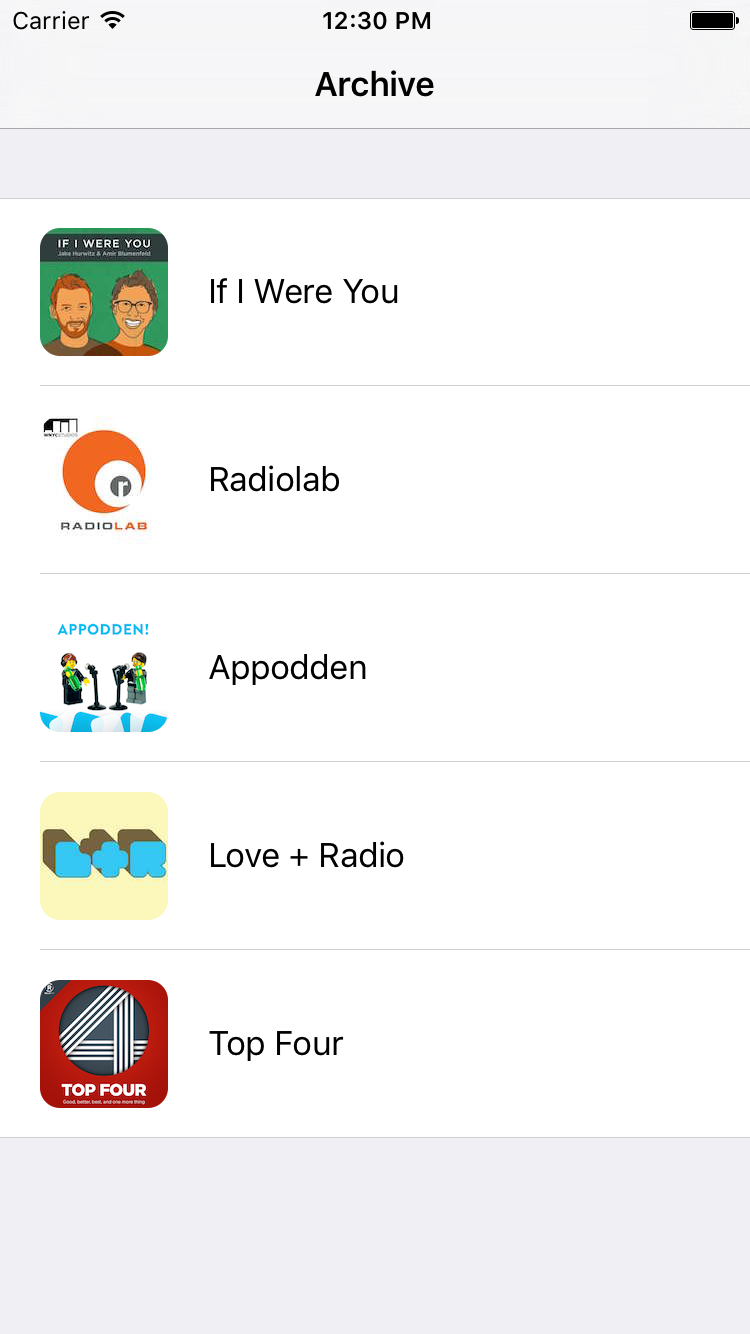 Carrier
12:30 PM
Archive
IF I WERE YOU
Jake Hurwitz & Amir Blumenfeld
If I Were You
WNYC STUDIOS
r
RADIOLAB
Radiolab
APPODDEN!
Appodden
L+R
Love + Radio
R
4
TOP FOUR
Good, better, best, and one more thing
Top Four